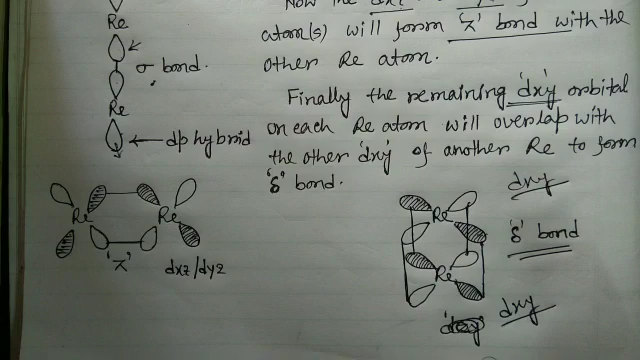 Re
σ bond.
Re
dp hybrid
Now the
atom(s) will form 'π' bond with the
other Re atom.
Finally the remaining 'dxy' orbital
on each Re atom will overlap with
the other 'dxy' of another Re to form
'δ' bond.
Re Re
'π' dxz/dyz
dxy
Re
'δ' bond
Re
dxy